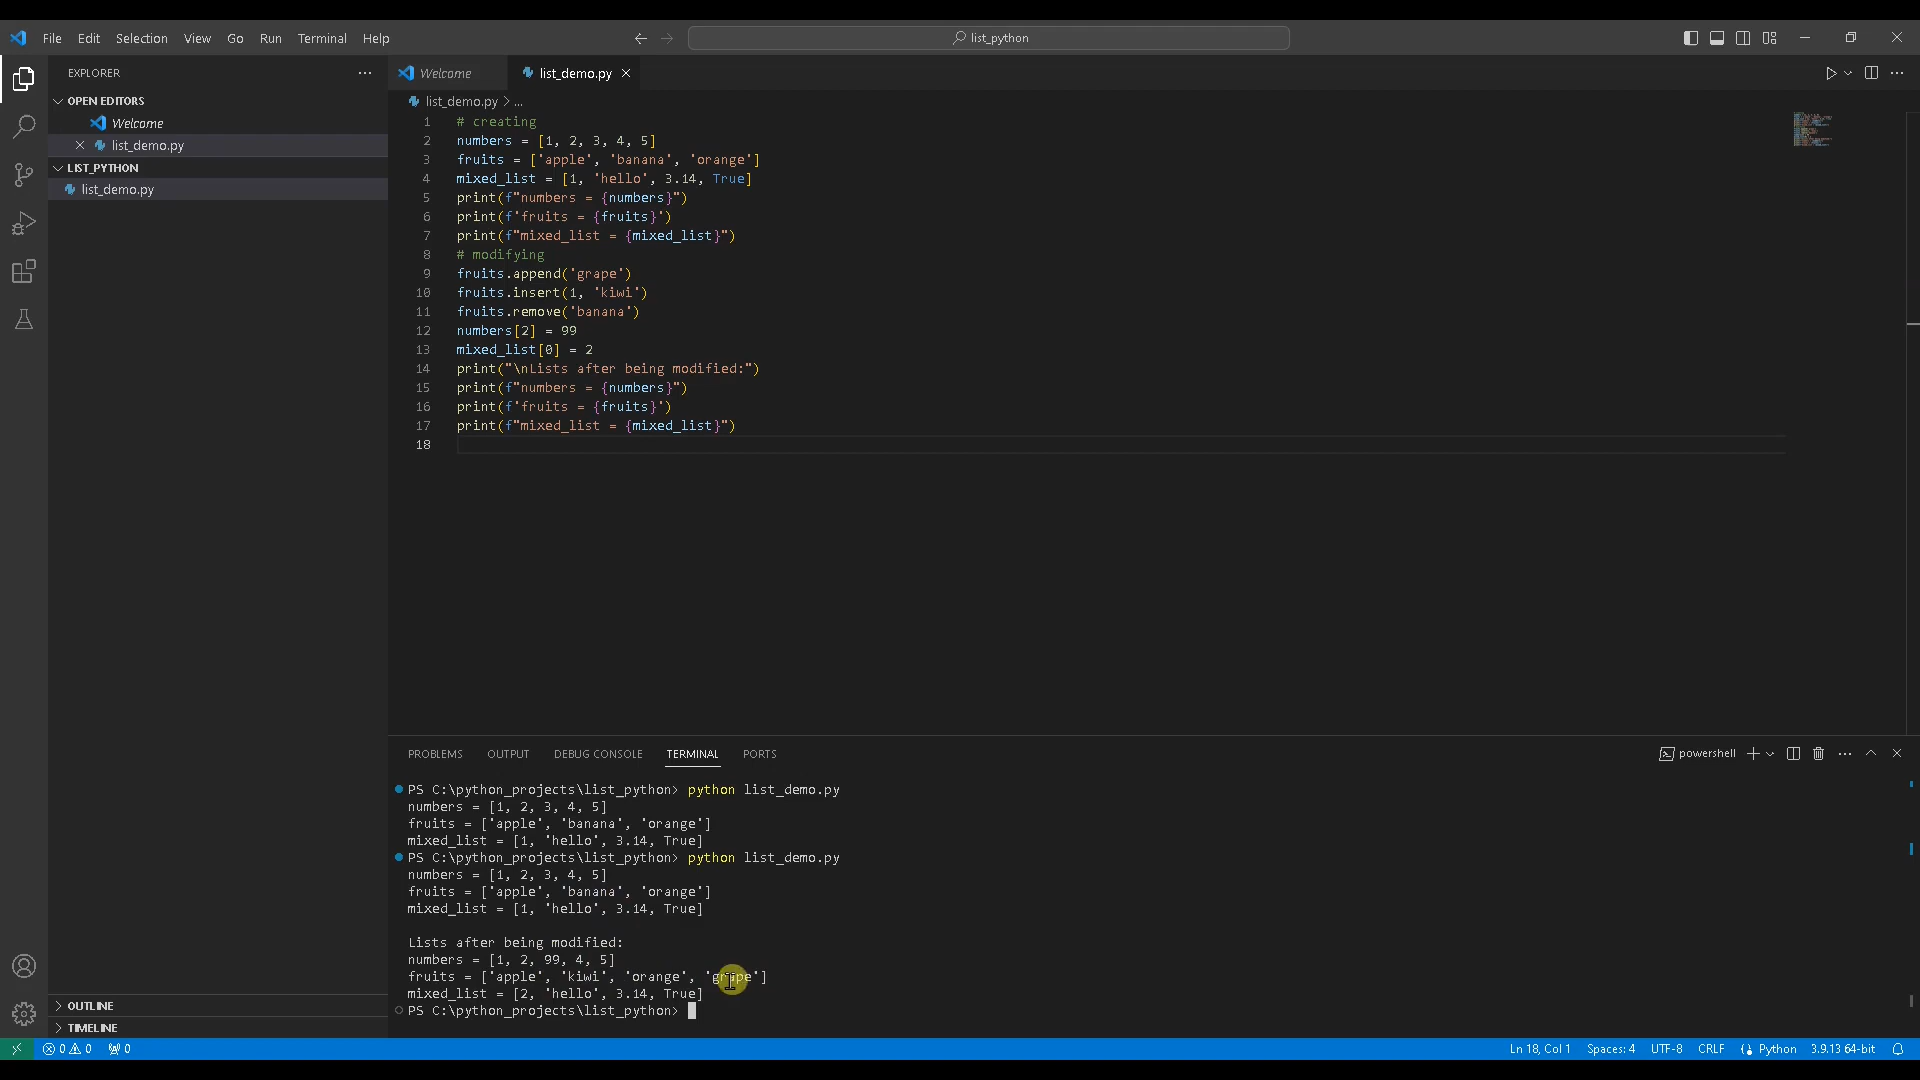 File Edit Selection View Go Run Terminal Help
list_python
EXPLORER
OPEN EDITORS
Welcome
list_demo.py
LIST_PYTHON
list_demo.py
OUTLINE
TIMELINE
Welcome
list_demo.py
list_demo.py > ...
1 # creating
2 numbers = [1, 2, 3, 4, 5]
3 fruits = ['apple', 'banana', 'orange']
4 mixed_list = [1, 'hello', 3.14, True]
5 print(f"numbers = {numbers}")
6 print(f'fruits = {fruits}')
7 print(f"mixed_list = {mixed_list}")
8 # modifying
9 fruits.append('grape')
10 fruits.insert(1, 'kiwi')
11 fruits.remove('banana')
12 numbers[2] = 99
13 mixed_list[0] = 2
14 print("\nLists after being modified:")
15 print(f"numbers = {numbers}")
16 print(f'fruits = {fruits}')
17 print(f"mixed_list = {mixed_list}")
18
PROBLEMS OUTPUT DEBUG CONSOLE TERMINAL PORTS
powershell
PS C:\python_projects\list_python> python list_demo.py
numbers = [1, 2, 3, 4, 5]
fruits = ['apple', 'banana', 'orange']
mixed_list = [1, 'hello', 3.14, True]
PS C:\python_projects\list_python> python list_demo.py
numbers = [1, 2, 3, 4, 5]
fruits = ['apple', 'banana', 'orange']
mixed_list = [1, 'hello', 3.14, True]
Lists after being modified:
numbers = [1, 2, 99, 4, 5]
fruits = ['apple', 'kiwi', 'orange', 'grape']
mixed_list = [2, 'hello', 3.14, True]
PS C:\python_projects\list_python>
0 0 0 Ln 18, Col 1 Spaces: 4 UTF-8 CRLF Python 3.9.13 64-bit